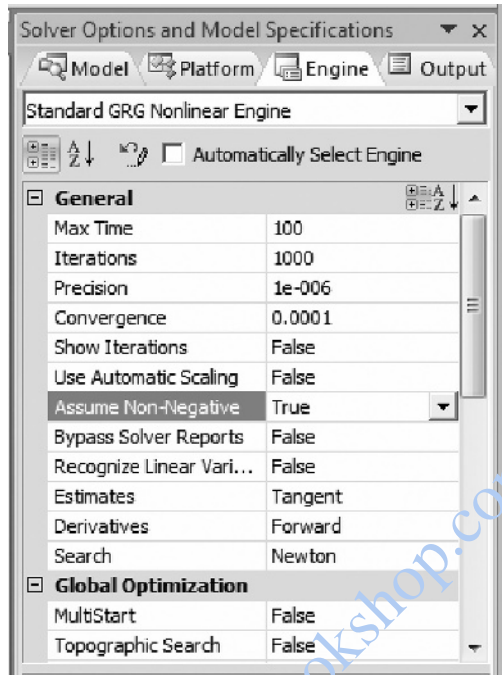 Solver Options and Model Specifications
Model Platform Engine Output
Standard GRG Nonlinear Engine
Automatically Select Engine
General
Max Time 100
Iterations 1000
Precision 1e-006
Convergence 0.0001
Show Iterations False
Use Automatic Scaling False
Assume Non-Negative True
Bypass Solver Reports False
Recognize Linear Vari... False
Estimates Tangent
Derivatives Forward
Search Newton
Global Optimization
MultiStart False
Topographic Search False
okshop.co